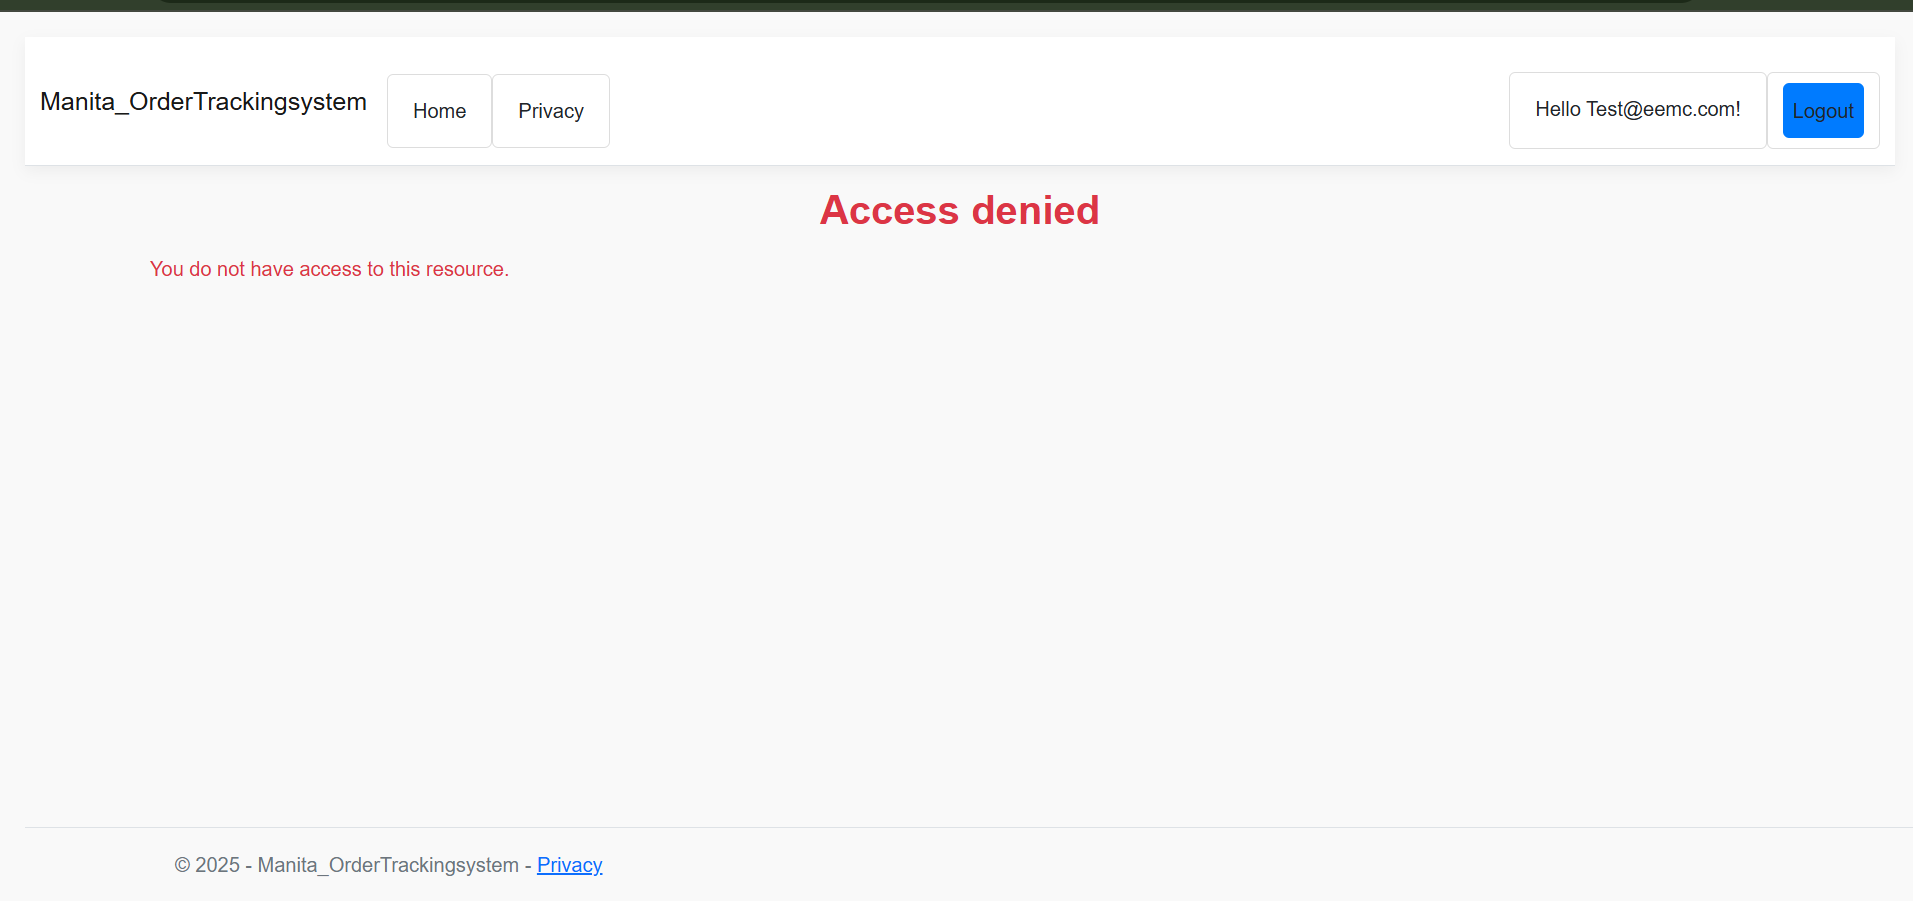 Manita_OrderTrackingsystem Home Privacy Hello Test@eemc.com! Logout
Access denied
You do not have access to this resource.
© 2025 - Manita_OrderTrackingsystem - Privacy